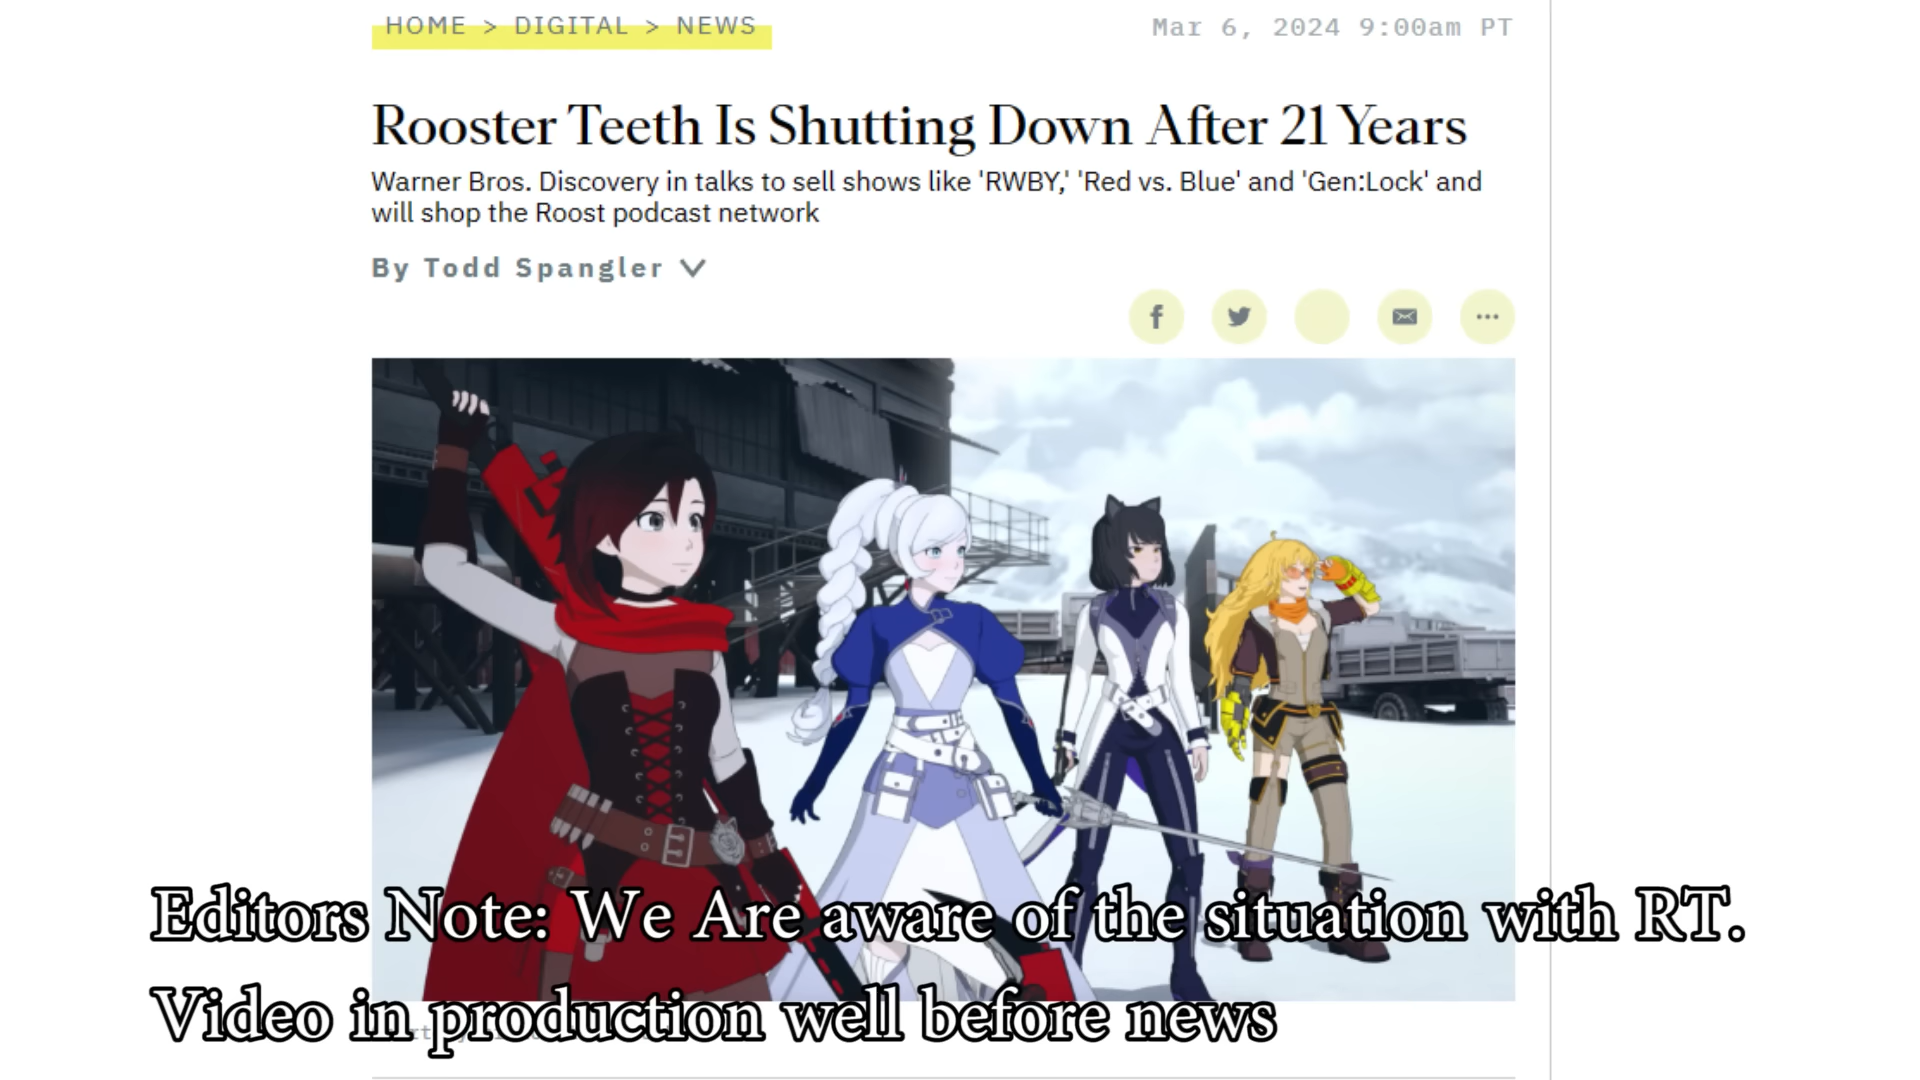 HOME > DIGITAL > NEWS
Mar 6, 2024 9:00am PT
Rooster Teeth Is Shutting Down After 21 Years
Warner Bros. Discovery in talks to sell shows like 'RWBY,' 'Red vs. Blue' and 'Gen:Lock' and
will shop the Roost podcast network
By Todd Spangler
Editors Note: We Are aware of the situation with RT.
Video in production well before news